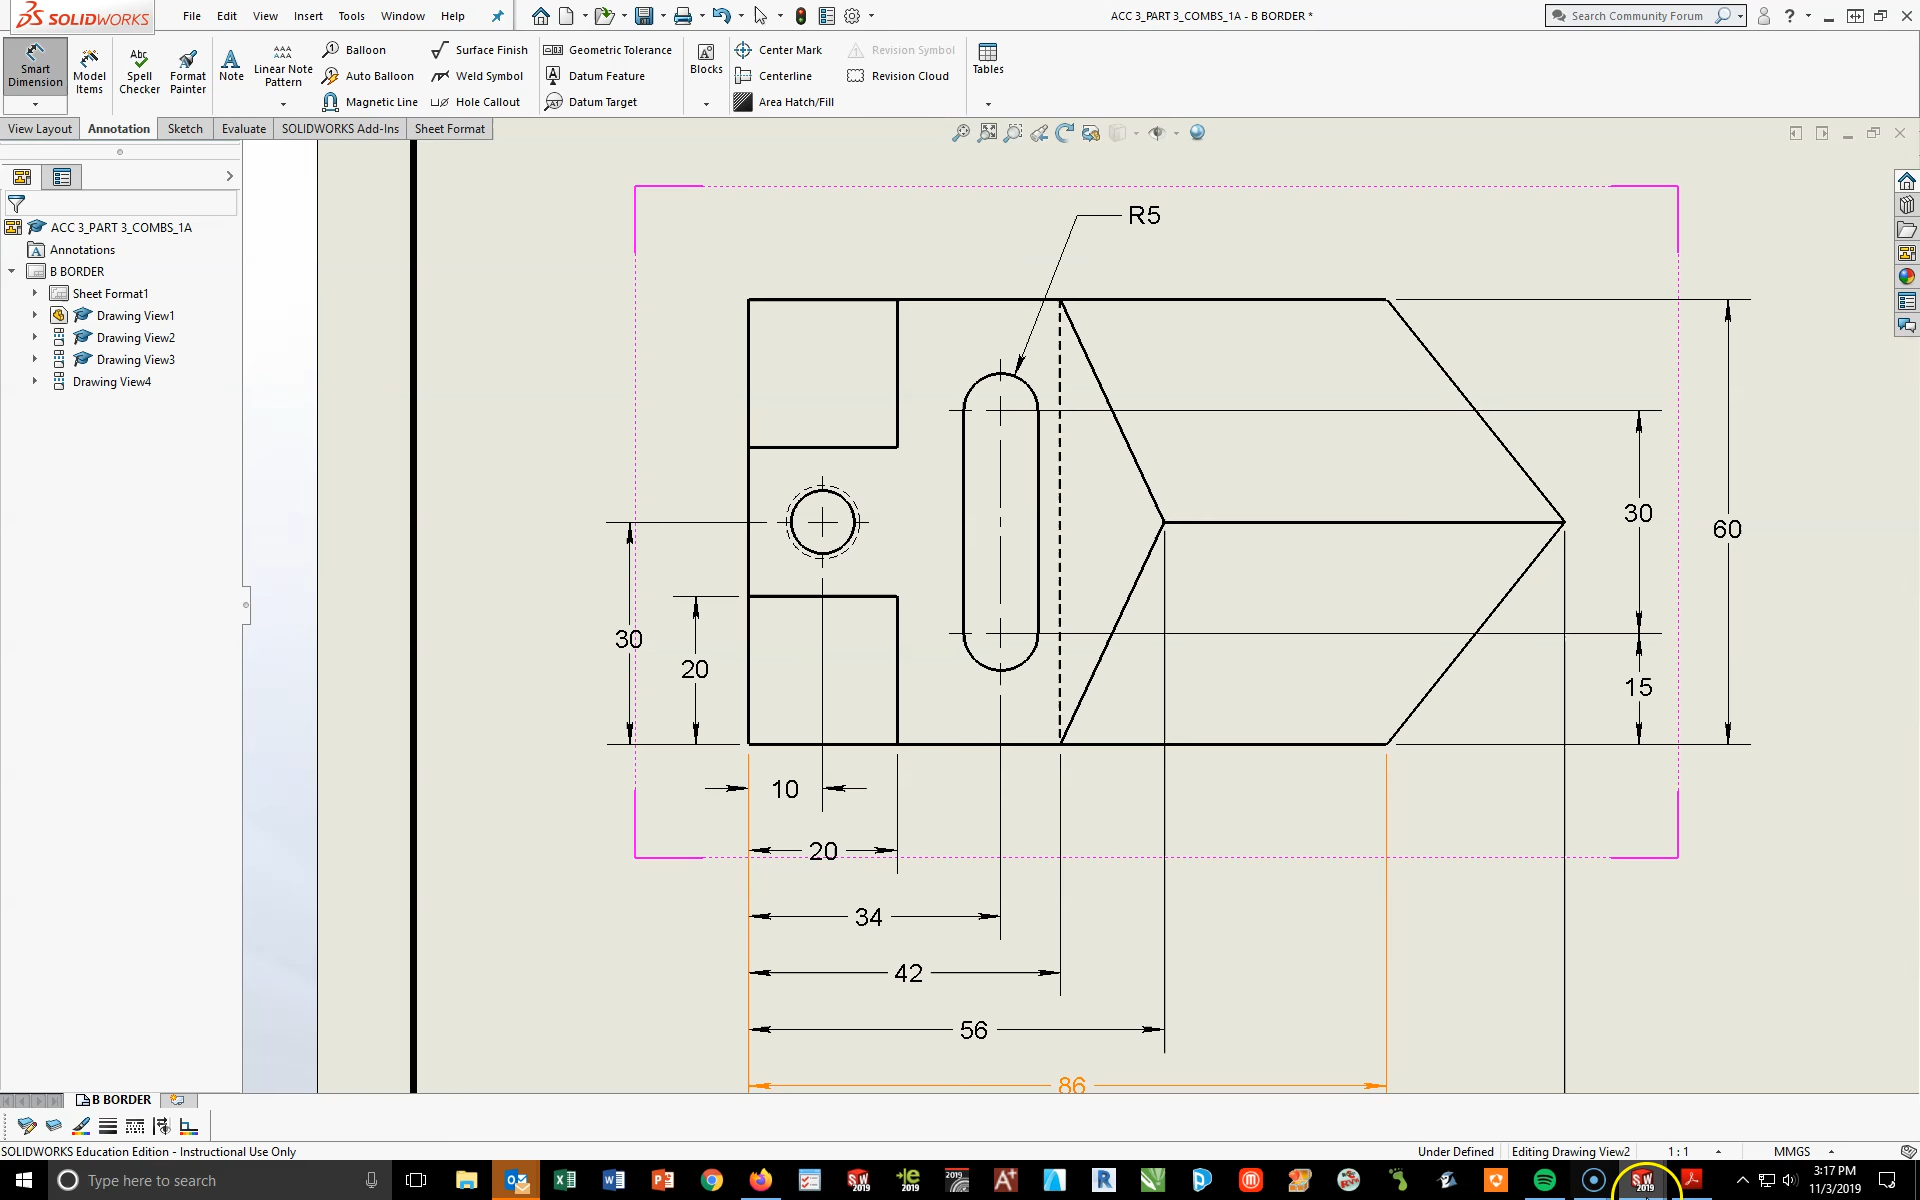 SOLIDWORKS
File Edit View Insert Tools Window Help
ACC 3_PART 3_COMBS_1A - B BORDER *
Search Community Forum
Smart Dimension
Model Items
Abc
Spell Checker
Format Painter
A
Note
AAA
AAA
Linear Note Pattern
Balloon
Auto Balloon
Magnetic Line
Surface Finish
Weld Symbol
Hole Callout
Geometric Tolerance
Datum Feature
Datum Target
Blocks
Center Mark
Centerline
Area Hatch/Fill
Revision Symbol
Revision Cloud
Tables
View Layout Annotation Sketch Evaluate SOLIDWORKS Add-Ins Sheet Format
ACC 3_PART 3_COMBS_1A
Annotations
B BORDER
Sheet Format1
Drawing View1
Drawing View2
Drawing View3
Drawing View4
R5
30
60
30
20
15
10
20
34
42
56
86
B BORDER
SOLIDWORKS Education Edition - Instructional Use Only
Under Defined Editing Drawing View2 1 : 1 MMGS
Type here to search
3:17 PM
11/3/2019